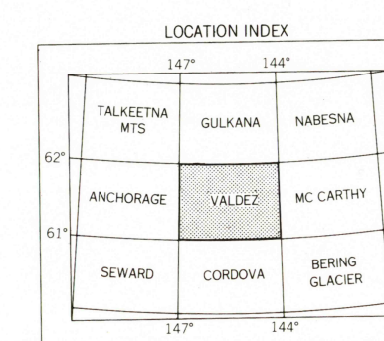 LOCATION INDEX
147° 144°
TALKEETNA
MTS
GULKANA
NABESNA
62°
ANCHORAGE
VALDEZ
MC CARTHY
61°
SEWARD
CORDOVA
BERING
GLACIER
147° 144°